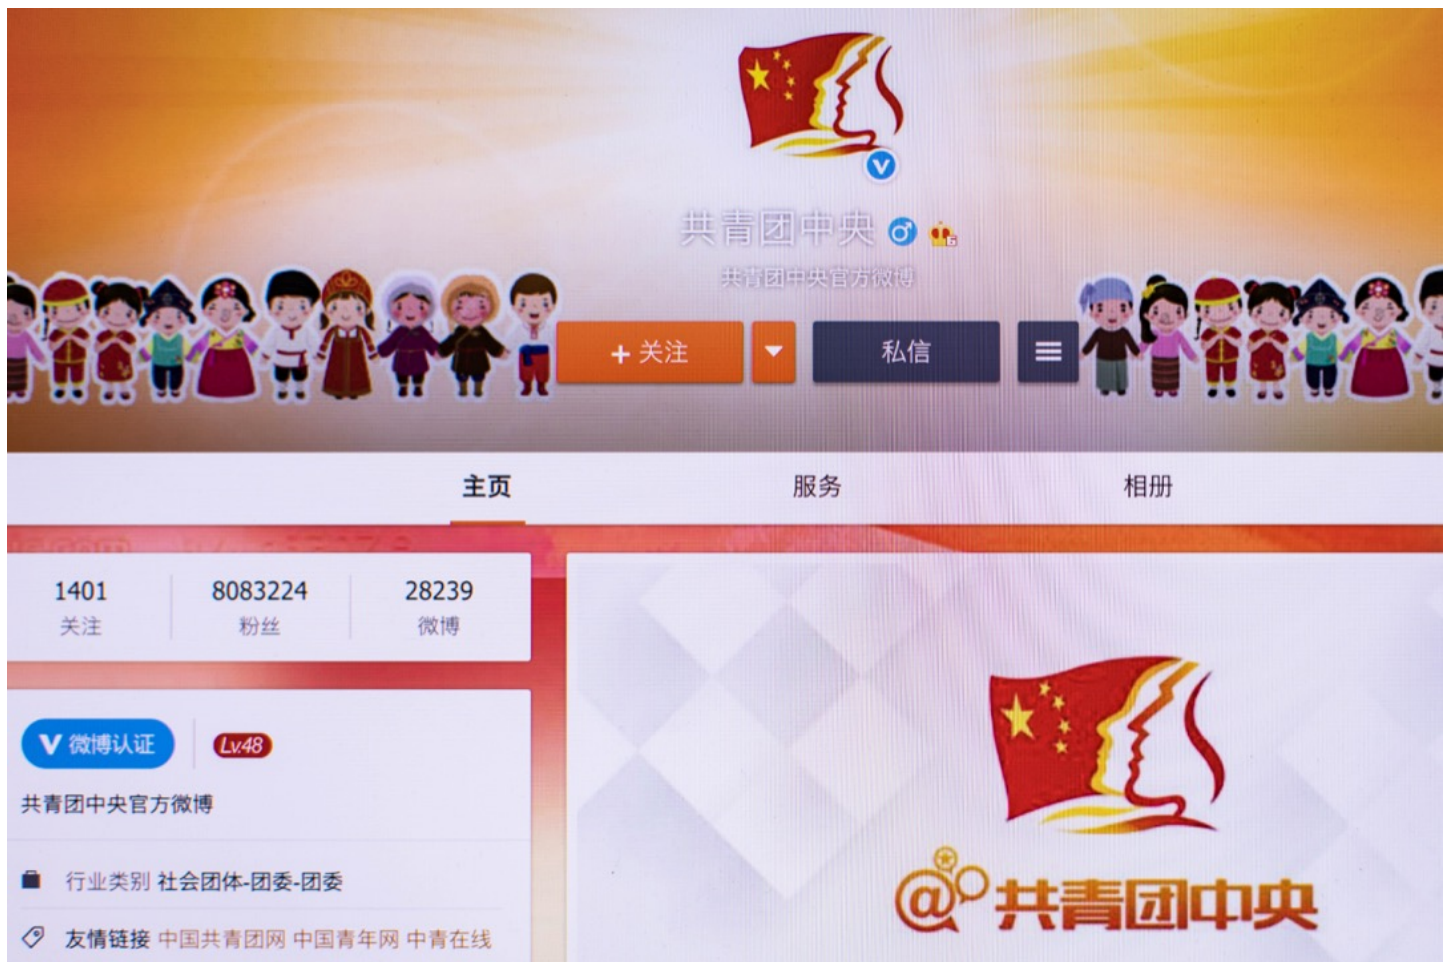 共青团中央
共青团中央官方微博
+ 关注
私信
主页
服务
相册
1401
关注
8083224
粉丝
28239
微博
V 微博认证
Lv.48
共青团中央官方微博
行业类别 社会团体-团委-团委
友情链接 中国共青团网 中国青年网 中青在线
@共青团中央